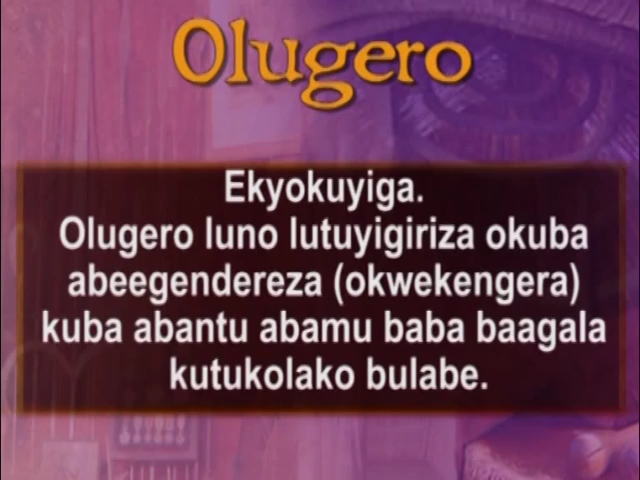 Olugero
Ekyokuyiga.
Olugero luno lutuyigiriza okuba
abeegendereza (okwekengera)
kuba abantu abamu baba baagala
kutukolako bulabe.